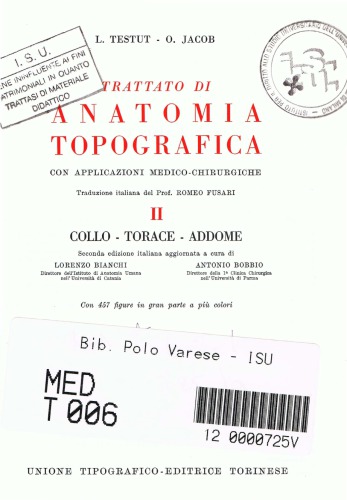 L. TESTUT - O. JACOB
I. S. U.
NE ININFLUENTE AI FINI
ATRIMONIALI IN QUANTO
TRATTASI DI MATERIALE
DIDATTICO
TRATTATO DI
ANATOMIA
TOPOGRAFICA
CON APPLICAZIONI MEDICO-CHIRURGICHE
Traduzione italiana del Prof. ROMEO FUSARI
II
COLLO - TORACE - ADDOME
Seconda edizione italiana aggiornata a cura di
LORENZO BIANCHI
Direttore dell'Istituto di Anatomia Umana
nell'Università di Catania
ANTONIO BOBBIO
Direttore della 1ª Clinica Chirurgica
nell'Università di Parma
Con 457 figure in gran parte a più colori
Bib. Polo Varese - ISU
MED
T 006
12 0000725V
UNIONE TIPOGRAFICO-EDITRICE TORINESE